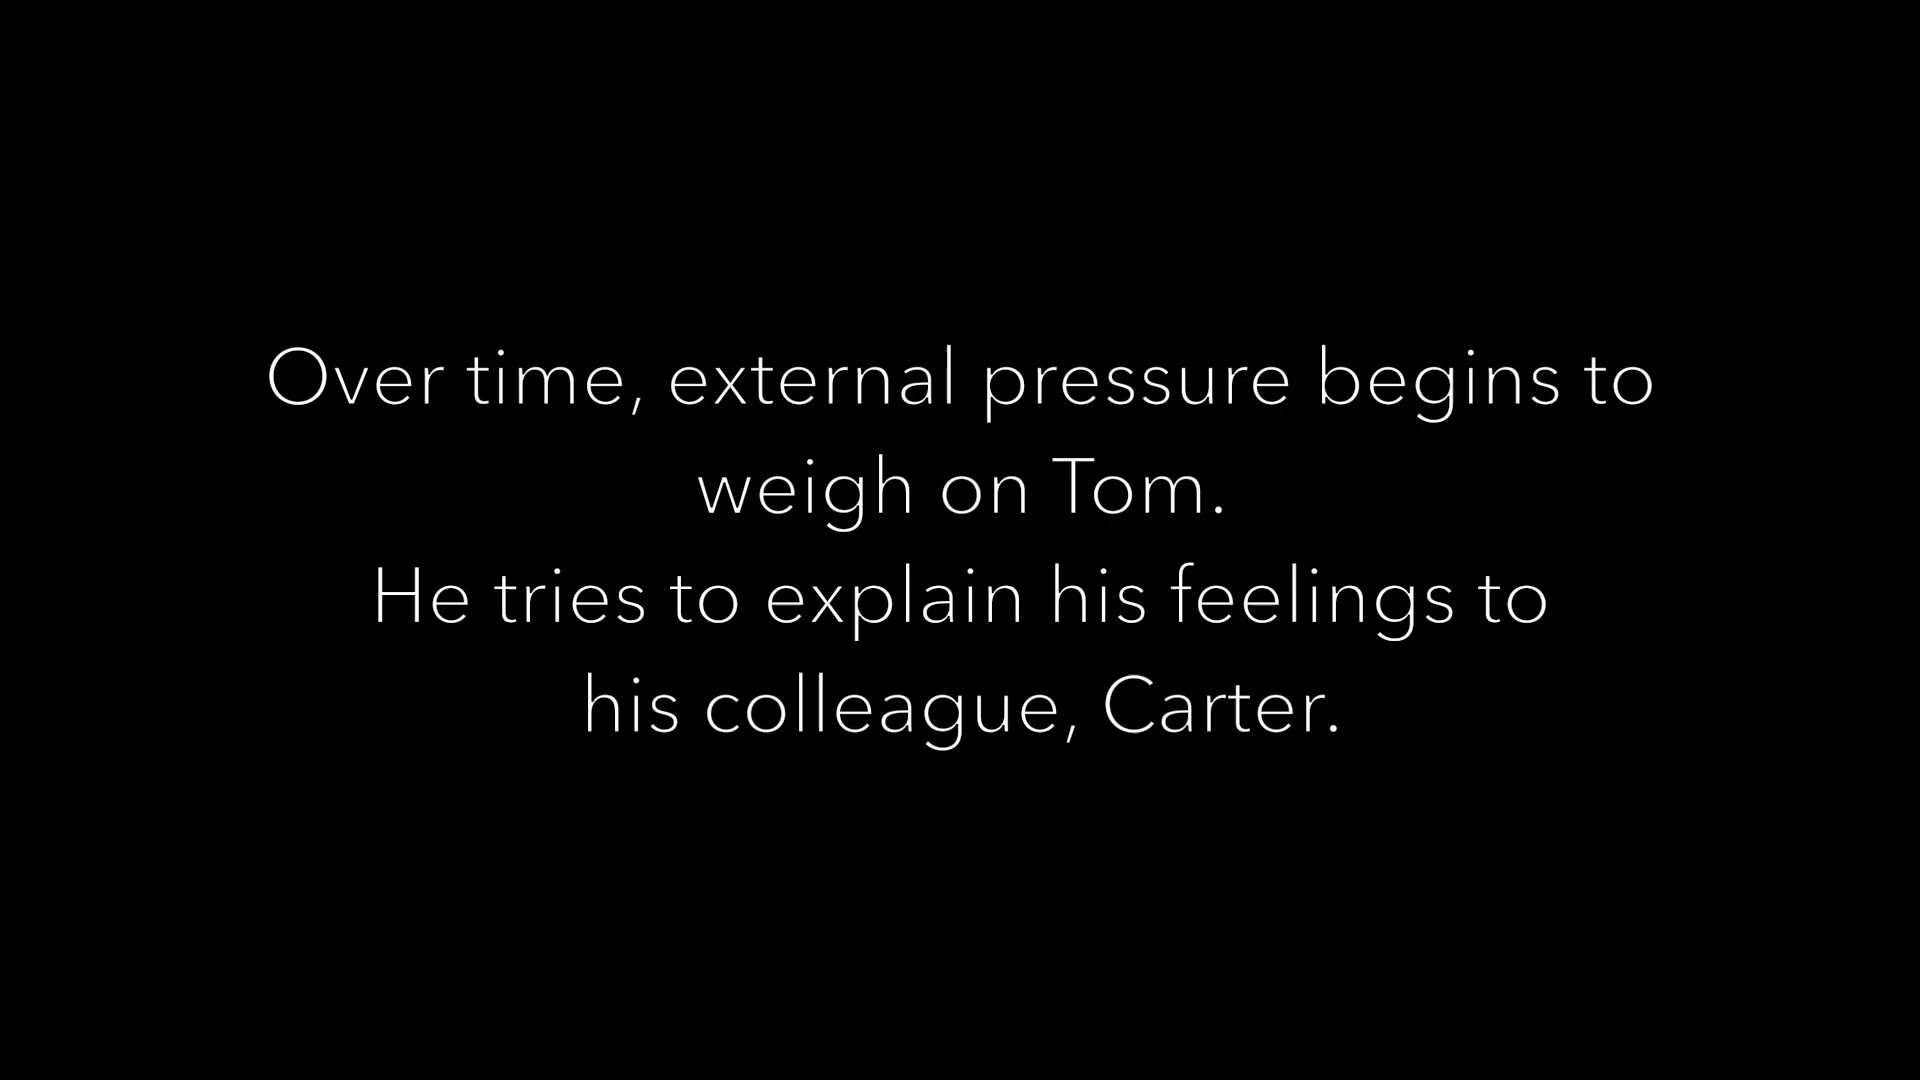 Over time, external pressure begins to
weigh on Tom.
He tries to explain his feelings to
his colleague, Carter.